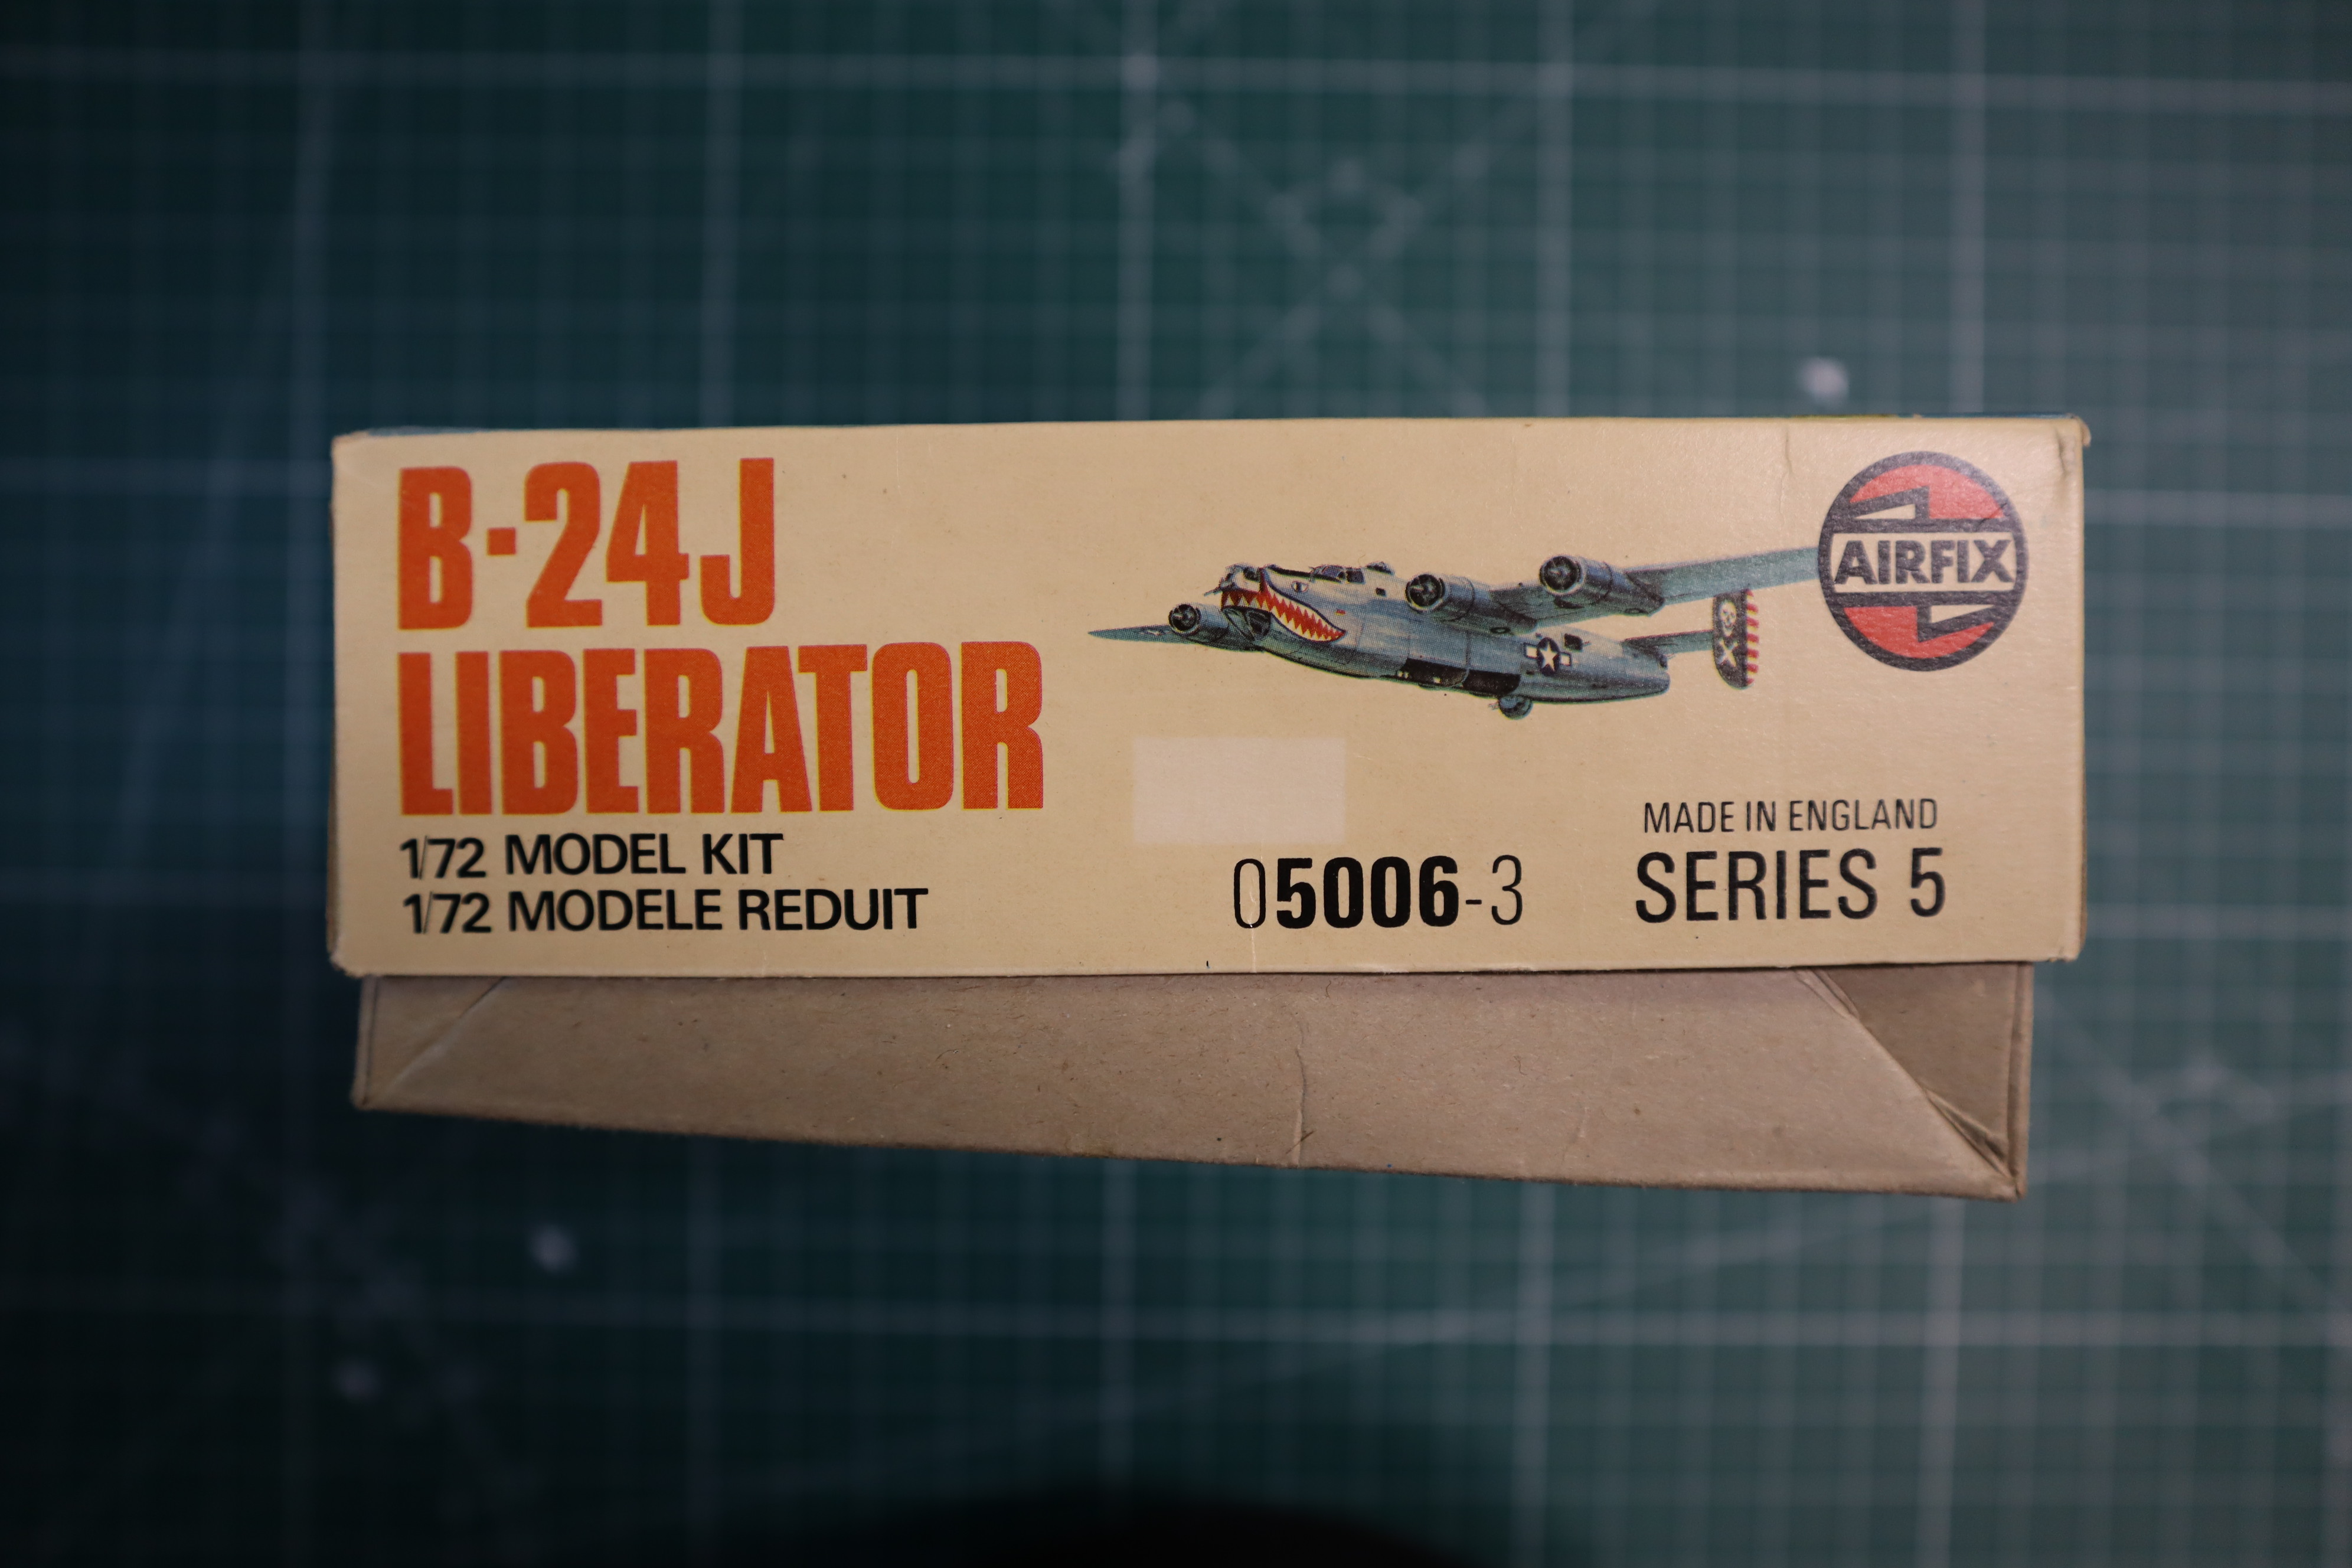 B-24J
LIBERATOR
1/72 MODEL KIT
1/72 MODELE REDUIT
AIRFIX
05006-3
MADE IN ENGLAND
SERIES 5